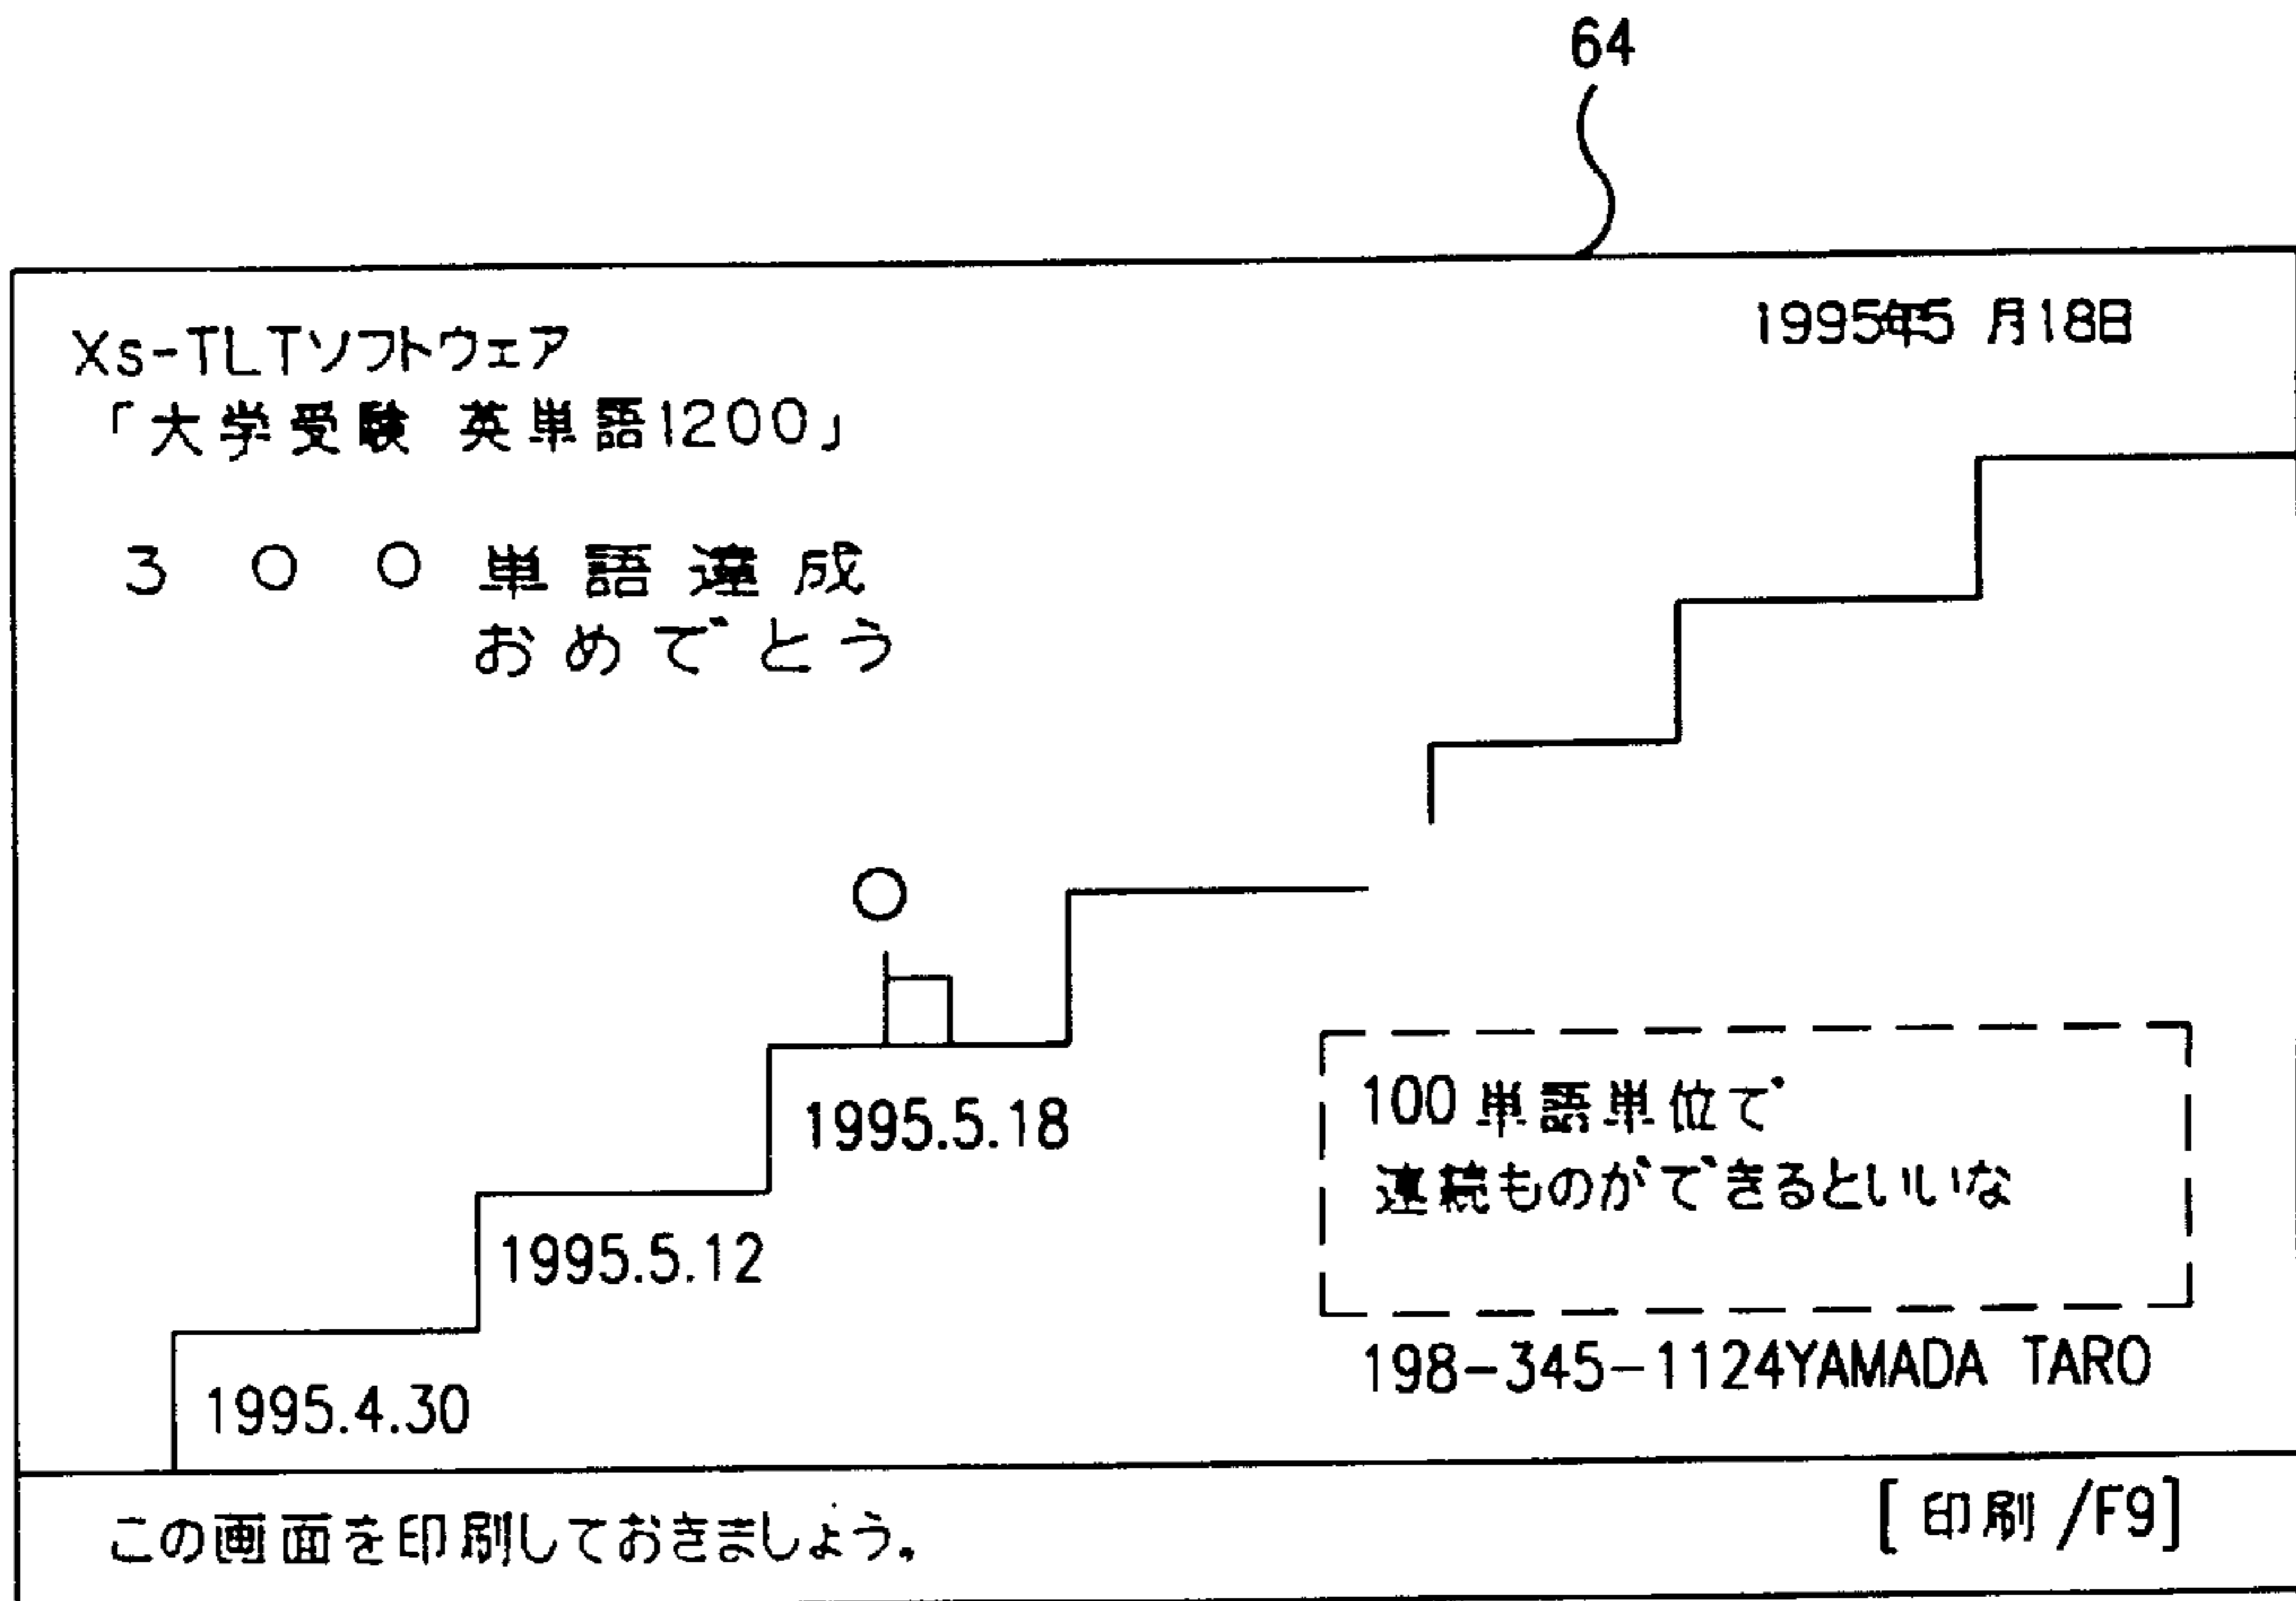 64
1995年5月18日
Xs-TLTソフトウェア
「大学受験 英単語1200」
3○○単語達成
おめでとう
1995.5.18
1995.5.12
1995.4.30
100単語単位で
連続ものができるといいな
198-345-1124YAMADA TARO
この画面を印刷しておきましょう。
[印刷/F9]